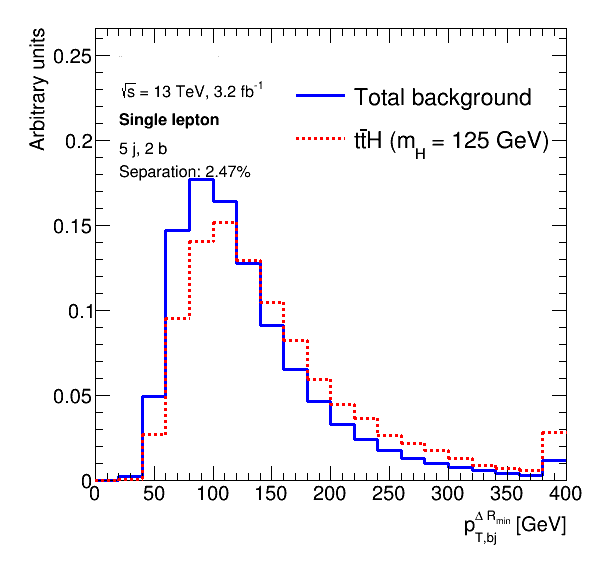 Arbitrary units
0.25
0.2
0.15
0.1
0.05
0
√s = 13 TeV, 3.2 fb⁻¹
Single lepton
5 j, 2 b
Separation: 2.47%
Total background
tt̄H (m_H = 125 GeV)
0 50 100 150 200 250 300 350 400
p_T,bj^Δ R_min [GeV]